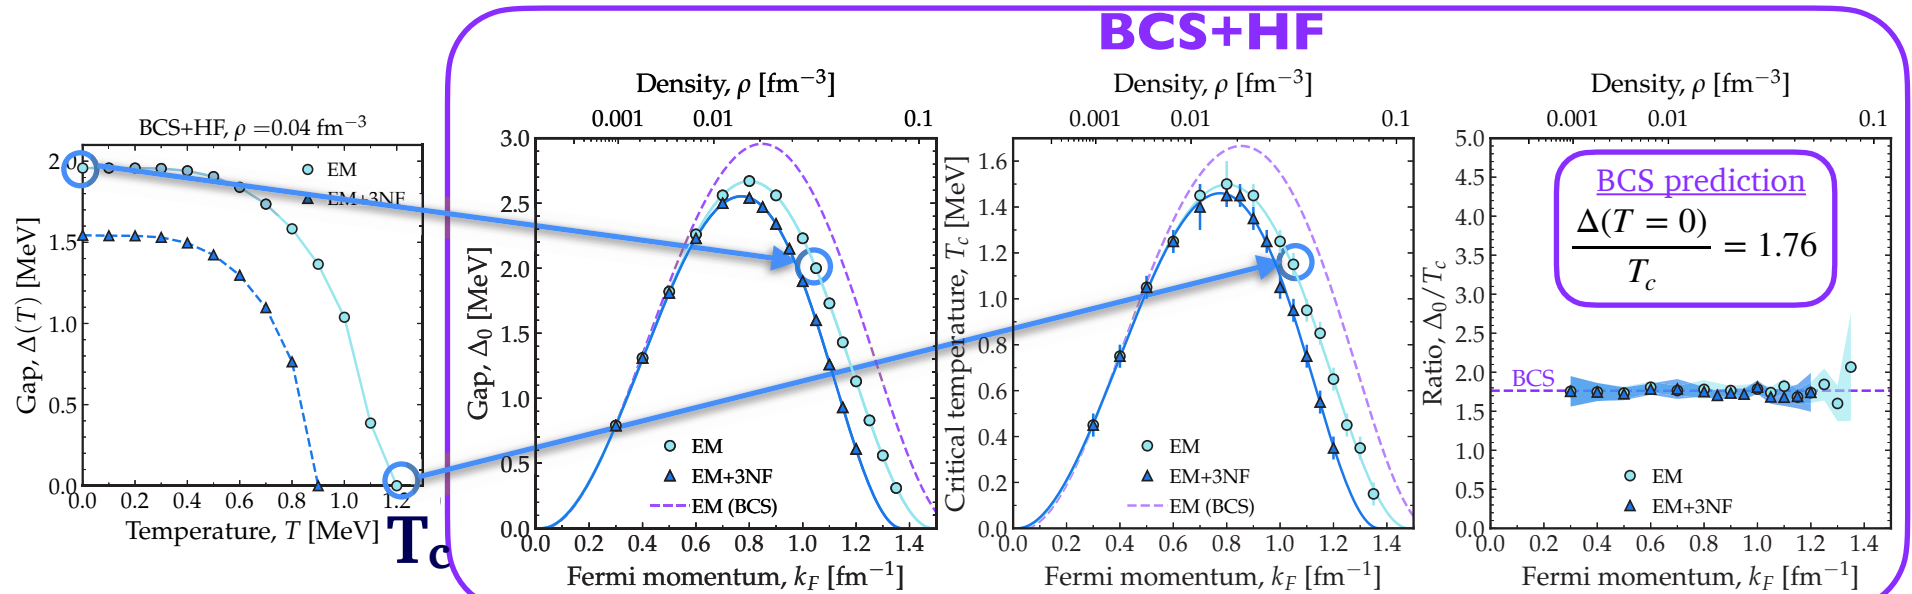 BCS+HF
BCS+HF, ρ =0.04 fm−3
EM
EM+3NF
Gap, Δ(T) [MeV]
2.0
1.5
1.0
0.5
0.0
0.0 0.2 0.4 0.6 0.8 1.0 1.2
Temperature, T [MeV]
Tc
Density, ρ [fm−3]
0.001 0.01 0.1
Gap, Δ0 [MeV]
3.0
2.5
2.0
1.5
1.0
0.5
0.0
EM
EM+3NF
EM (BCS)
0.0 0.2 0.4 0.6 0.8 1.0 1.2 1.4
Fermi momentum, kF [fm−1]
Density, ρ [fm−3]
0.001 0.01 0.1
Critical temperature, Tc [MeV]
1.6
1.4
1.2
1.0
0.8
0.6
0.4
0.2
0.0
EM
EM+3NF
EM (BCS)
0.0 0.2 0.4 0.6 0.8 1.0 1.2 1.4
Fermi momentum, kF [fm−1]
Density, ρ [fm−3]
0.001 0.01 0.1
Ratio, Δ0/Tc
5.0
4.5
4.0
3.5
3.0
2.5
2.0
1.5
1.0
0.5
0.0
BCS prediction
Δ(T = 0)
Tc
= 1.76
BCS
EM
EM+3NF
0.0 0.2 0.4 0.6 0.8 1.0 1.2 1.4
Fermi momentum, kF [fm−1]